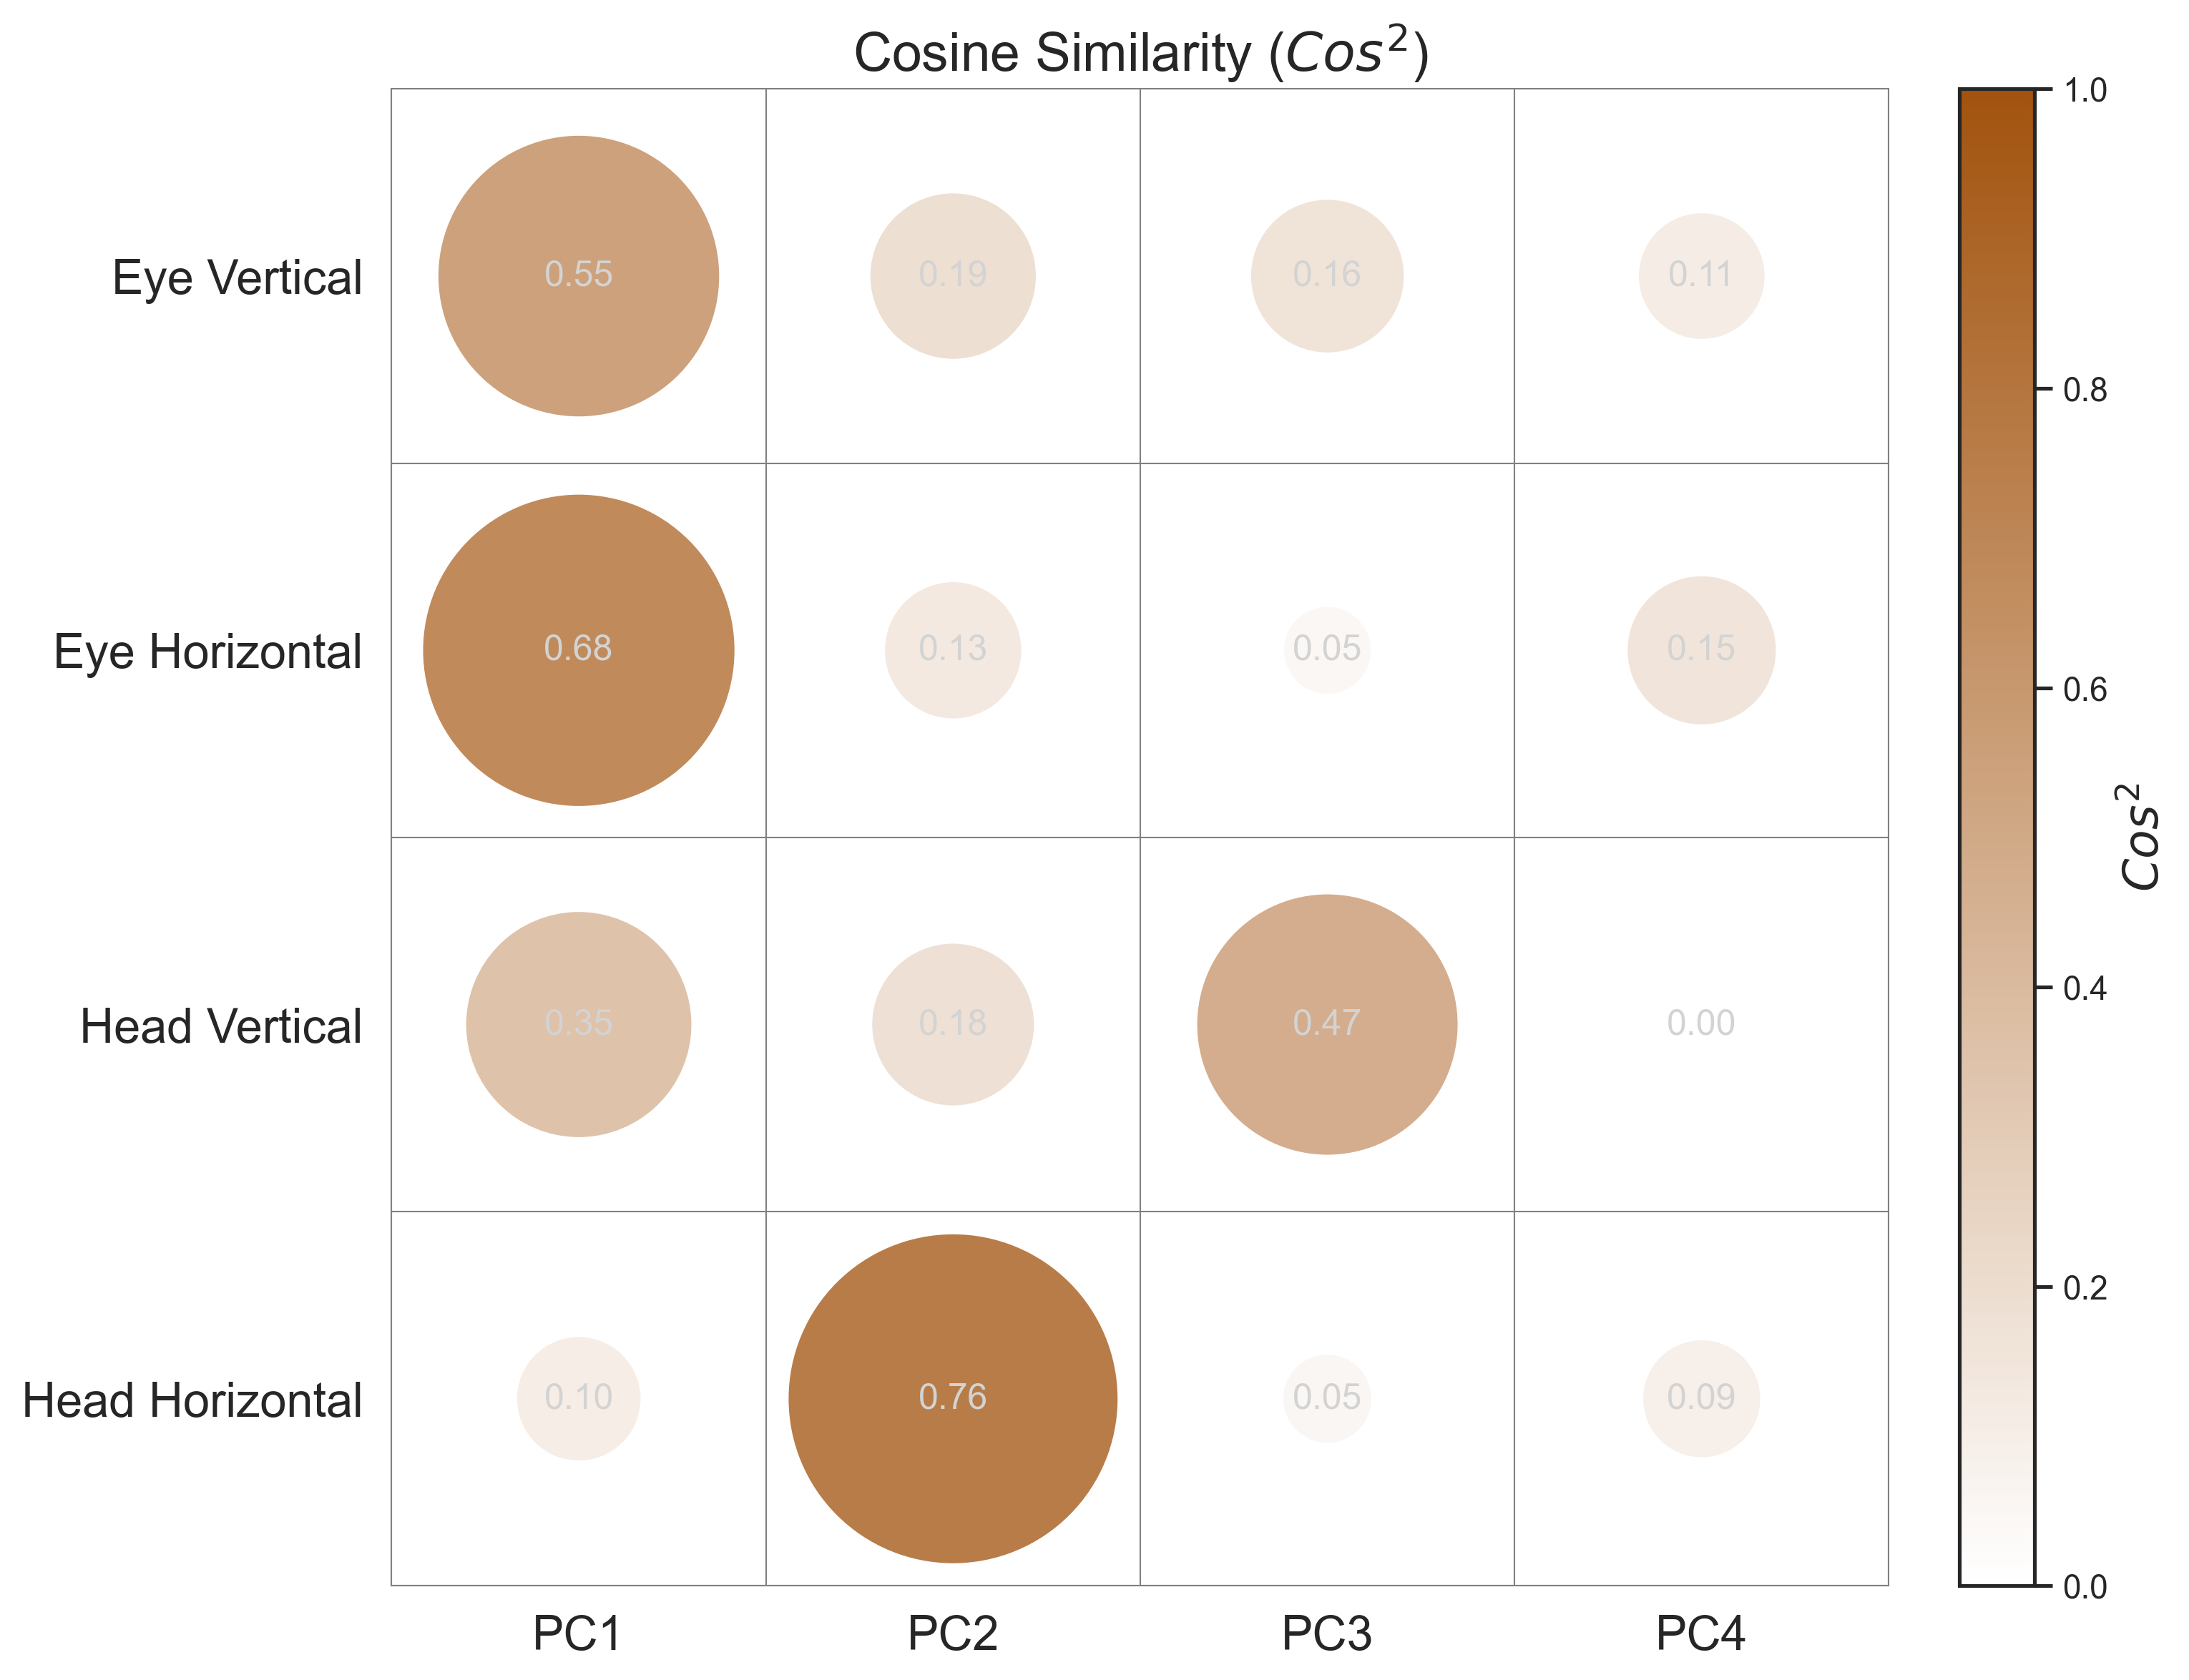 Cosine Similarity (Cos²)
Eye Vertical 0.55 0.19 0.16 0.11
Eye Horizontal 0.68 0.13 0.05 0.15
Head Vertical 0.35 0.18 0.47 0.00
Head Horizontal 0.10 0.76 0.05 0.09
PC1 PC2 PC3 PC4
1.0
0.8
0.6
0.4
0.2
0.0
Cos²